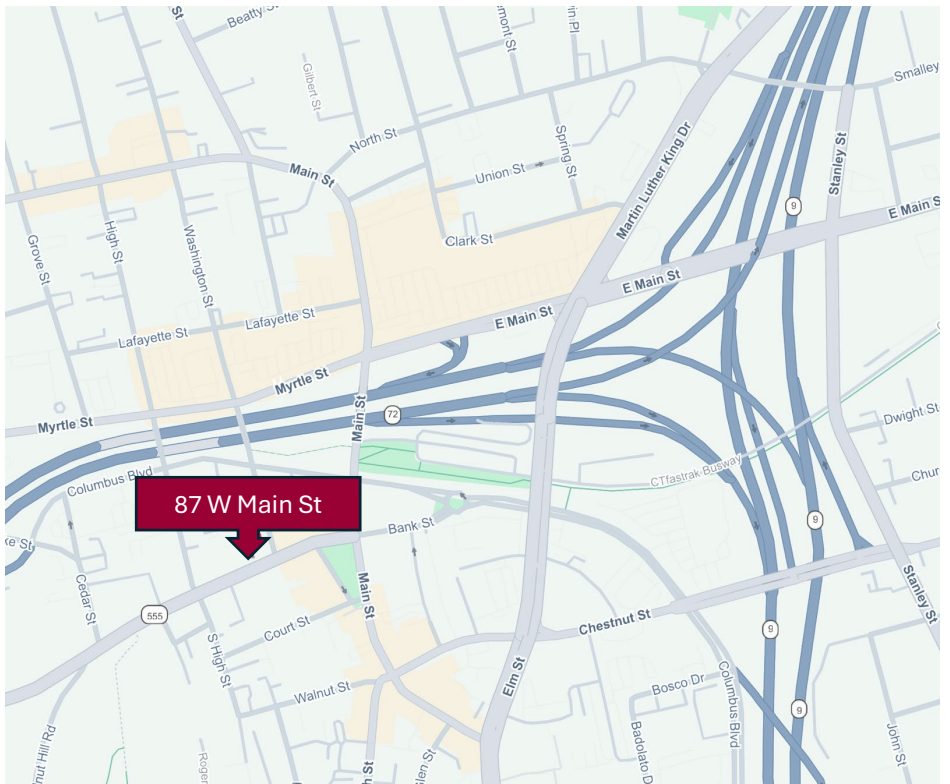 Beatty St
Gilbert St
North St
Spring St
Main St
Union St
Martin Luther King Dr
Smalley
Stanley St
9
E Main S
Grove St
High St
Washington St
Clark St
E Main St
E Main St
Lafayette St
Lafayette St
Myrtle St
Myrtle St
Main St
72
Dwight St
CTfastrak Busway
Columbus Blvd
87 W Main St
Bank St
9
Cedar St
555
Main St
Court St
S High St
Chestnut St
Stanley St
9
Walnut St
Elm St
Bosco Dr
Columbus Blvd
9
Badolato D
John St